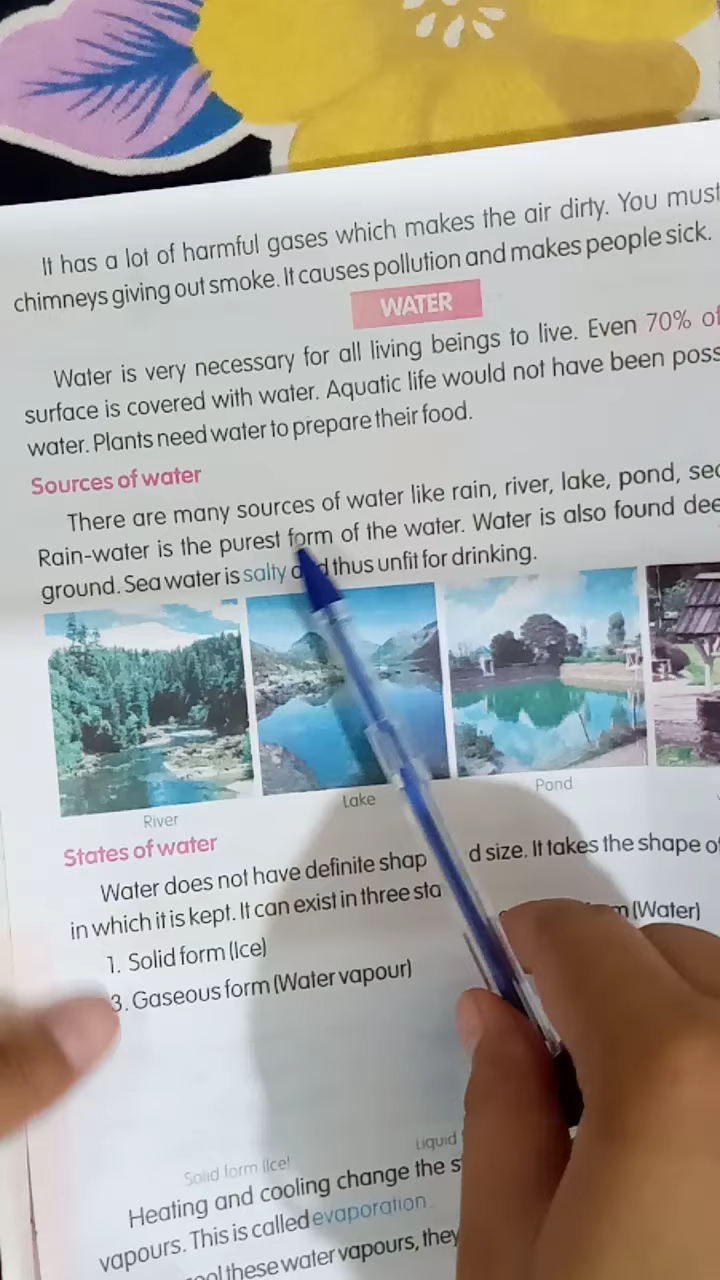 It has a lot of harmful gases which makes the air dirty. You must
chimneys giving out smoke. It causes pollution and makes people sick.
WATER
Water is very necessary for all living beings to live. Even 70% of
surface is covered with water. Aquatic life would not have been poss
water. Plants need water to prepare their food.
Sources of water
There are many sources of water like rain, river, lake, pond, sea
Rain-water is the purest form of the water. Water is also found dee
ground. Sea water is salty and thus unfit for drinking.
River
Lake
Pond
States of water
Water does not have definite shap d size. It takes the shape of
in which it is kept. It can exist in three sta
1. Solid form (Ice)
m (Water)
3. Gaseous form (Water vapour)
Solid form (Ice)
Liquid
Heating and cooling change the s
vapours. This is called evaporation.
ool these water vapours, they